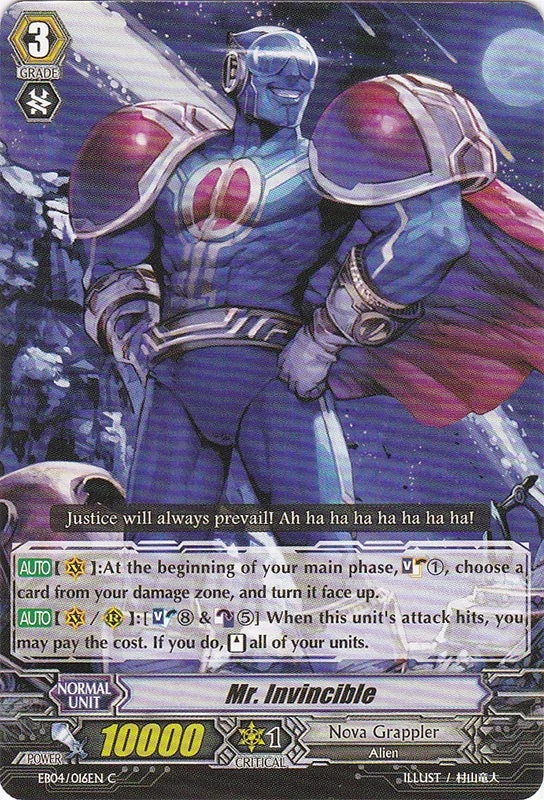 3
GRADE
Justice will always prevail! Ah ha ha ha ha ha ha ha!
AUTO [ ]:At the beginning of your main phase, V ①, choose a
card from your damage zone, and turn it face up.
AUTO [ / R ]:[ V ⑧ & ⑤] When this unit's attack hits, you
may pay the cost. If you do, all of your units.
NORMAL
UNIT
Mr. Invincible
POWER
10000
1
CRITICAL
Nova Grappler
Alien
EB04/016EN C
ILLUST / 村山竜大